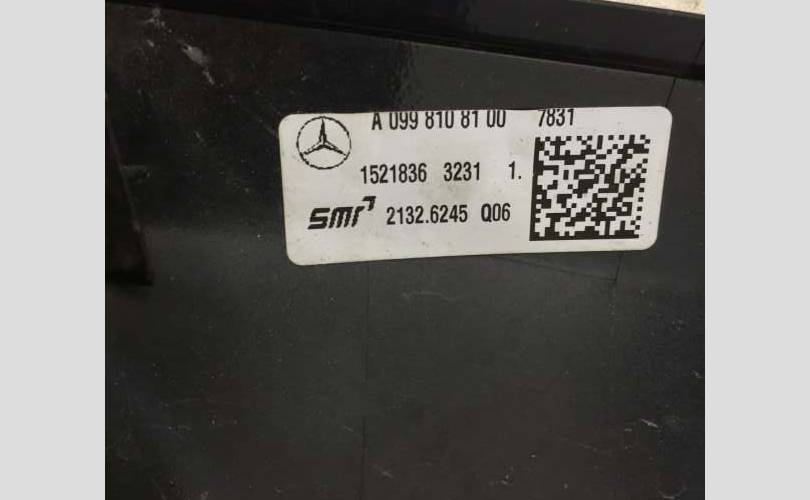 A 099 810 81 00 7831
1521836 3231 1.
smr 2132.6245 Q06